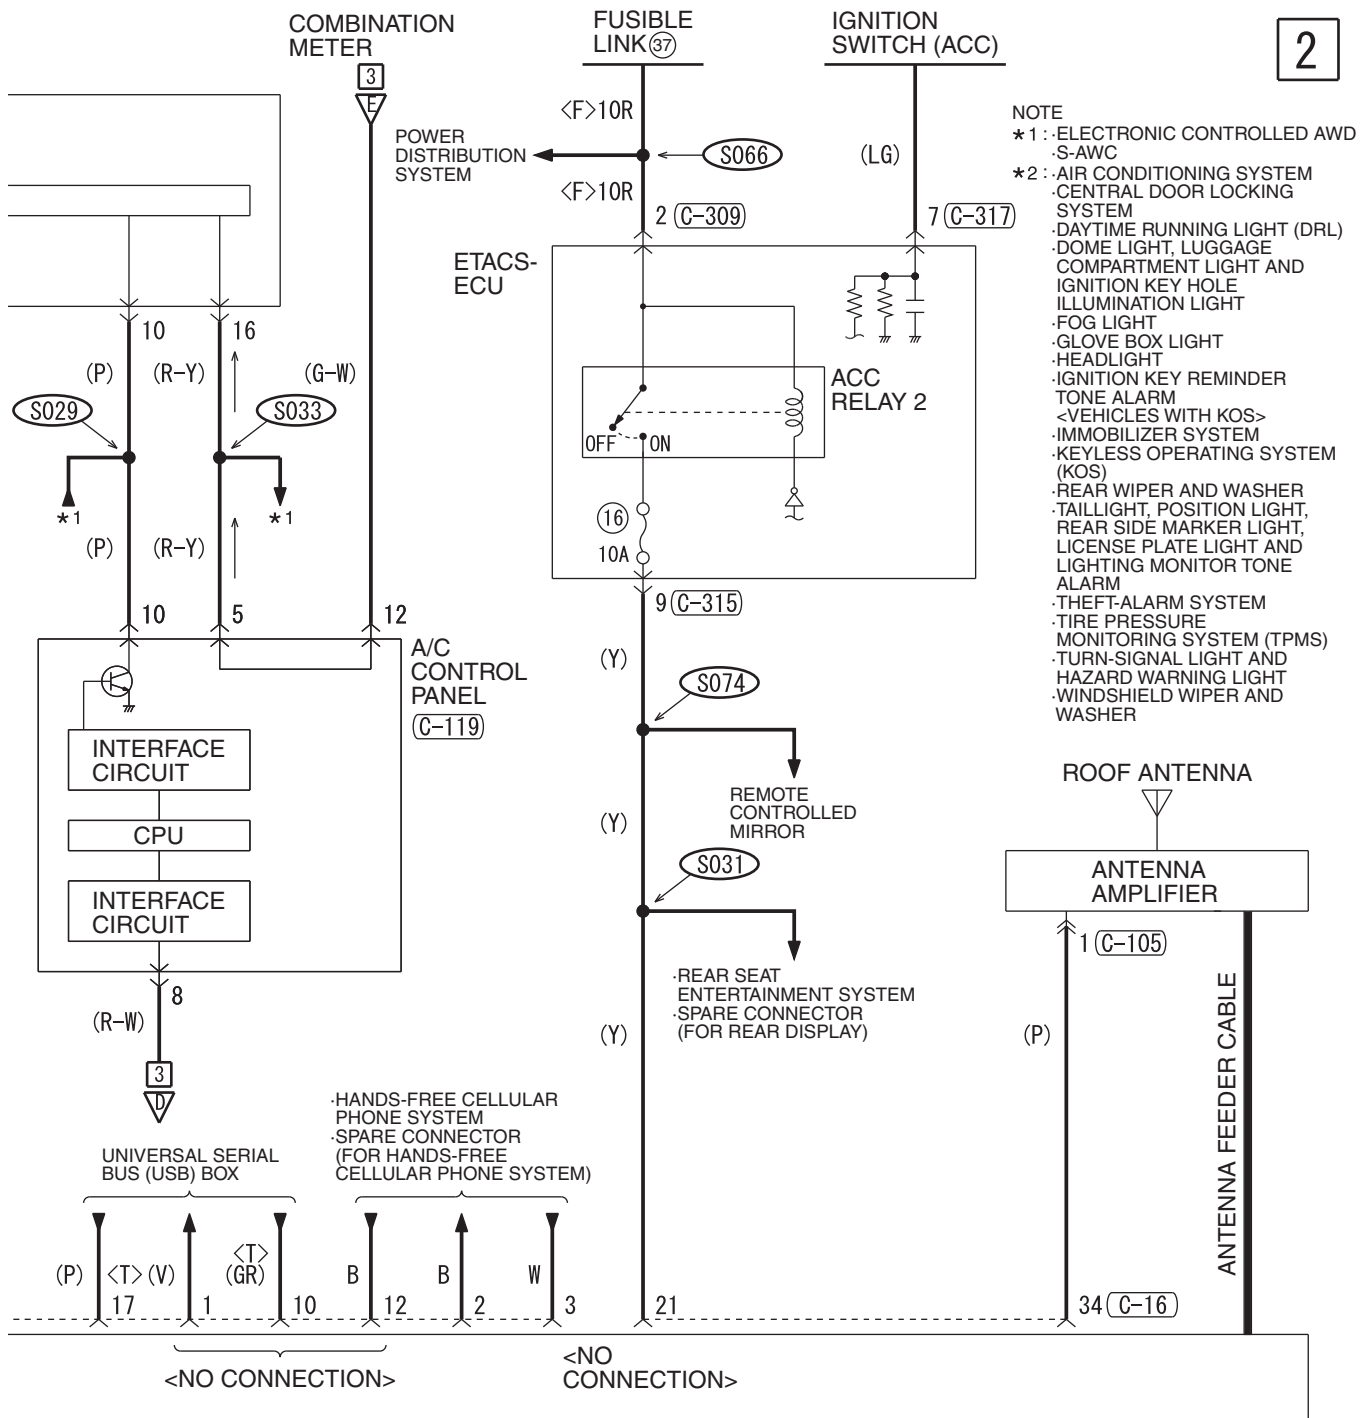 COMBINATION
METER
3
E
FUSIBLE
LINK 37
IGNITION
SWITCH (ACC)
2
<F>10R
POWER
DISTRIBUTION
SYSTEM
S066
(LG)
<F>10R
2 (C-309)
7 (C-317)
NOTE
*1 : ·ELECTRONIC CONTROLLED AWD
·S-AWC
*2 : ·AIR CONDITIONING SYSTEM
·CENTRAL DOOR LOCKING
SYSTEM
·DAYTIME RUNNING LIGHT (DRL)
·DOME LIGHT, LUGGAGE
COMPARTMENT LIGHT AND
IGNITION KEY HOLE
ILLUMINATION LIGHT
·FOG LIGHT
·GLOVE BOX LIGHT
·HEADLIGHT
·IGNITION KEY REMINDER
TONE ALARM
<VEHICLES WITH KOS>
·IMMOBILIZER SYSTEM
·KEYLESS OPERATING SYSTEM
(KOS)
·REAR WIPER AND WASHER
·TAILLIGHT, POSITION LIGHT,
REAR SIDE MARKER LIGHT,
LICENSE PLATE LIGHT AND
LIGHTING MONITOR TONE
ALARM
·THEFT-ALARM SYSTEM
·TIRE PRESSURE
MONITORING SYSTEM (TPMS)
·TURN-SIGNAL LIGHT AND
HAZARD WARNING LIGHT
·WINDSHIELD WIPER AND
WASHER
ETACS-
ECU
10
16
(P)
(R-Y)
(G-W)
S029
S033
*1
*1
(P)
(R-Y)
ACC
RELAY 2
OFF
ON
16
10A
10
5
12
9 (C-315)
A/C
CONTROL
PANEL
(C-119)
INTERFACE
CIRCUIT
CPU
INTERFACE
CIRCUIT
8
(R-W)
3
D
(Y)
S074
REMOTE
CONTROLLED
MIRROR
(Y)
S031
·REAR SEAT
ENTERTAINMENT SYSTEM
·SPARE CONNECTOR
(FOR REAR DISPLAY)
(Y)
ROOF ANTENNA
ANTENNA
AMPLIFIER
1 (C-105)
(P)
ANTENNA FEEDER CABLE
UNIVERSAL SERIAL
BUS (USB) BOX
·HANDS-FREE CELLULAR
PHONE SYSTEM
·SPARE CONNECTOR
(FOR HANDS-FREE
CELLULAR PHONE SYSTEM)
(P)
<T> (V)
<T>
(GR)
B
B
W
17
1
10
12
2
3
21
34 (C-16)
<NO CONNECTION>
<NO
CONNECTION>